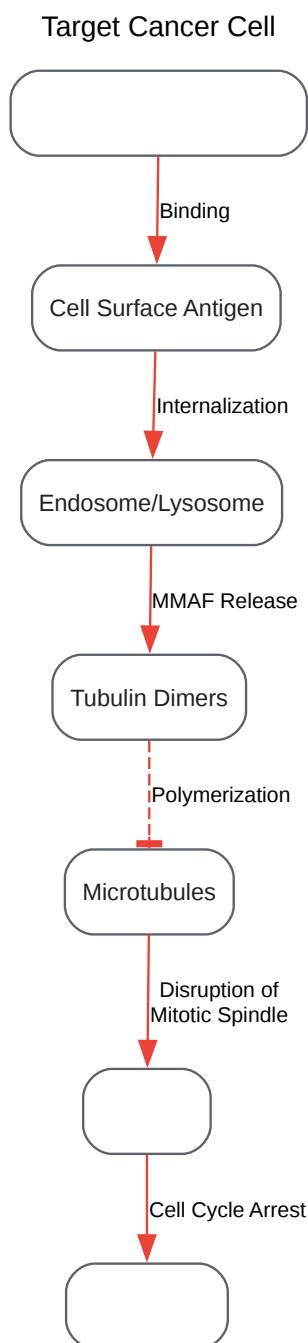 Target Cancer Cell
Binding
Cell Surface Antigen
Internalization
Endosome/Lysosome
MMAF Release
Tubulin Dimers
Polymerization
Microtubules
Disruption of
Mitotic Spindle
Cell Cycle Arrest